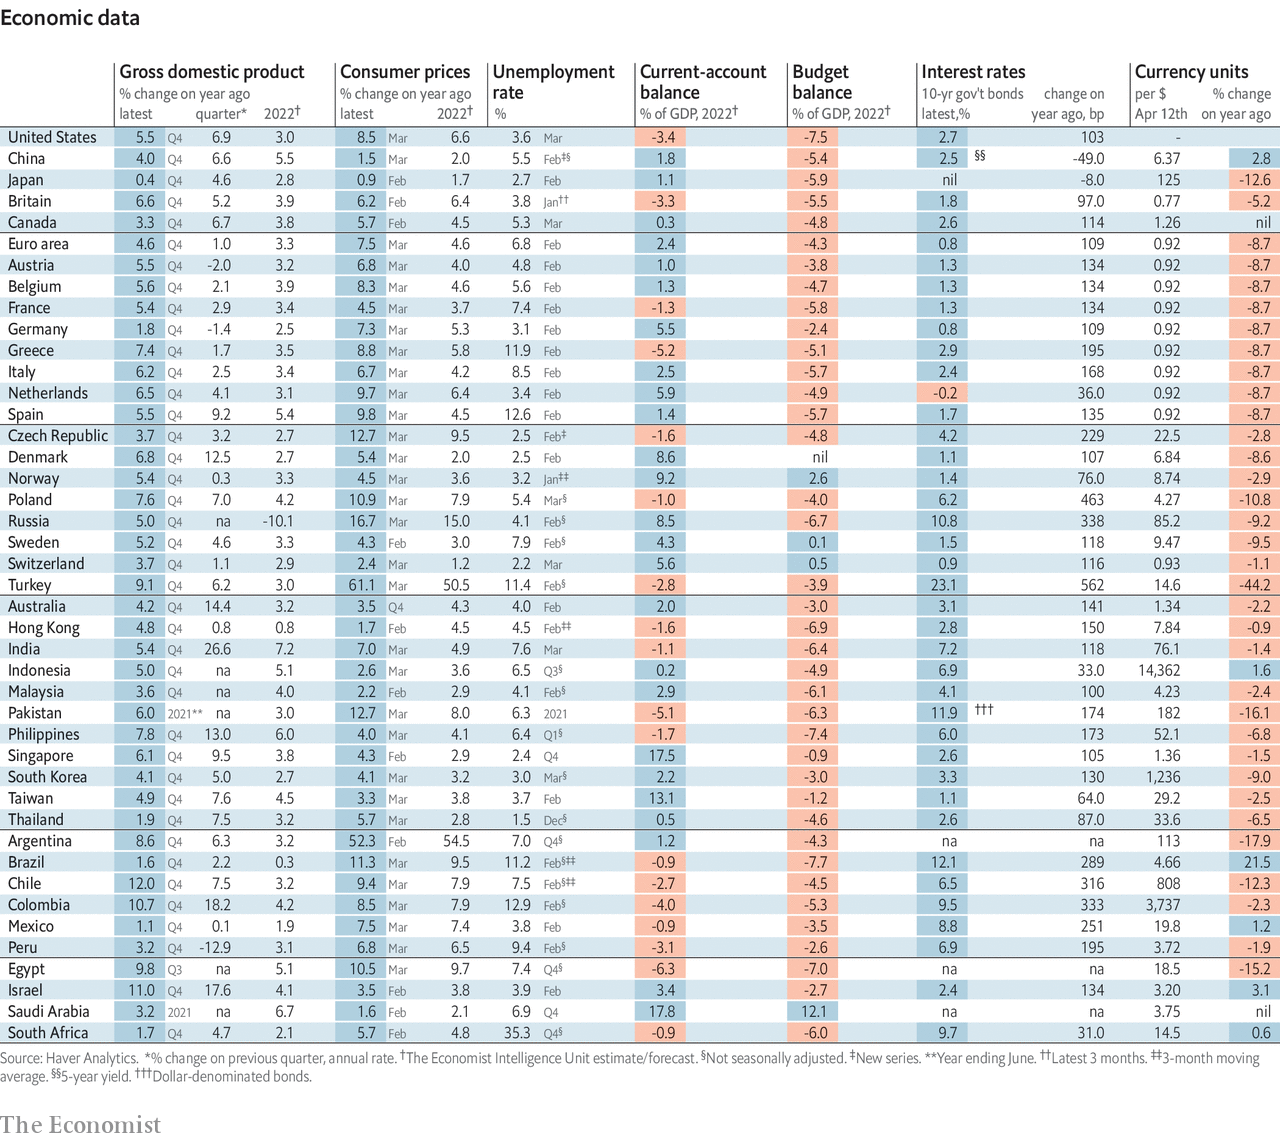 Economic data
Gross domestic product Consumer prices Unemployment Current-account Budget Interest rates Currency units
% change on year ago % change on year ago rate balance balance 10-yr gov't bonds change on per $ % change
latest quarter* 2022† latest 2022† % % of GDP, 2022† % of GDP, 2022† latest,% year ago, bp Apr 12th on year ago
United States 5.5 Q4 6.9 3.0 8.5 Mar 6.6 3.6 Mar -3.4 -7.5 2.7 103 -
China 4.0 Q4 6.6 5.5 1.5 Mar 2.0 5.5 Feb‡§ 1.8 -5.4 2.5 §§ -49.0 6.37 2.8
Japan 0.4 Q4 4.6 2.8 0.9 Feb 1.7 2.7 Feb 1.1 -5.9 nil -8.0 125 -12.6
Britain 6.6 Q4 5.2 3.9 6.2 Feb 6.4 3.8 Jan†† -3.3 -5.5 1.8 97.0 0.77 -5.2
Canada 3.3 Q4 6.7 3.8 5.7 Feb 4.5 5.3 Mar 0.3 -4.8 2.6 114 1.26 nil
Euro area 4.6 Q4 1.0 3.3 7.5 Mar 4.6 6.8 Feb 2.4 -4.3 0.8 109 0.92 -8.7
Austria 5.5 Q4 -2.0 3.2 6.8 Mar 4.0 4.8 Feb 1.0 -3.8 1.3 134 0.92 -8.7
Belgium 5.6 Q4 2.1 3.9 8.3 Mar 4.6 5.6 Feb 1.3 -4.7 1.3 134 0.92 -8.7
France 5.4 Q4 2.9 3.4 4.5 Mar 3.7 7.4 Feb -1.3 -5.8 1.3 134 0.92 -8.7
Germany 1.8 Q4 -1.4 2.5 7.3 Mar 5.3 3.1 Feb 5.5 -2.4 0.8 109 0.92 -8.7
Greece 7.4 Q4 1.7 3.5 8.8 Mar 5.8 11.9 Feb -5.2 -5.1 2.9 195 0.92 -8.7
Italy 6.2 Q4 2.5 3.4 6.7 Mar 4.2 8.5 Feb 2.5 -5.7 2.4 168 0.92 -8.7
Netherlands 6.5 Q4 4.1 3.1 9.7 Mar 6.4 3.4 Feb 5.9 -4.9 -0.2 36.0 0.92 -8.7
Spain 5.5 Q4 9.2 5.4 9.8 Mar 4.5 12.6 Feb 1.4 -5.7 1.7 135 0.92 -8.7
Czech Republic 3.7 Q4 3.2 2.7 12.7 Mar 9.5 2.5 Feb‡ -1.6 -4.8 4.2 229 22.5 -2.8
Denmark 6.8 Q4 12.5 2.7 5.4 Mar 2.0 2.5 Feb 8.6 nil 1.1 107 6.84 -8.6
Norway 5.4 Q4 0.3 3.3 4.5 Mar 3.6 3.2 Jan‡‡ 9.2 2.6 1.4 76.0 8.74 -2.9
Poland 7.6 Q4 7.0 4.2 10.9 Mar 7.9 5.4 Mar§ -1.0 -4.0 6.2 463 4.27 -10.8
Russia 5.0 Q4 na -10.1 16.7 Mar 15.0 4.1 Feb§ 8.5 -6.7 10.8 338 85.2 -9.2
Sweden 5.2 Q4 4.6 3.3 4.3 Feb 3.0 7.9 Feb§ 4.3 0.1 1.5 118 9.47 -9.5
Switzerland 3.7 Q4 1.1 2.9 2.4 Mar 1.2 2.2 Mar 5.6 0.5 0.9 116 0.93 -1.1
Turkey 9.1 Q4 6.2 3.0 61.1 Mar 50.5 11.4 Feb§ -2.8 -3.9 23.1 562 14.6 -44.2
Australia 4.2 Q4 14.4 3.2 3.5 Q4 4.3 4.0 Feb 2.0 -3.0 3.1 141 1.34 -2.2
Hong Kong 4.8 Q4 0.8 0.8 1.7 Feb 4.5 4.5 Feb‡‡ -1.6 -6.9 2.8 150 7.84 -0.9
India 5.4 Q4 26.6 7.2 7.0 Mar 4.9 7.6 Mar -1.1 -6.4 7.2 118 76.1 -1.4
Indonesia 5.0 Q4 na 5.1 2.6 Mar 3.6 6.5 Q3§ 0.2 -4.9 6.9 33.0 14,362 1.6
Malaysia 3.6 Q4 na 4.0 2.2 Feb 2.9 4.1 Feb§ 2.9 -6.1 4.1 100 4.23 -2.4
Pakistan 6.0 2021** na 3.0 12.7 Mar 8.0 6.3 2021 -5.1 -6.3 11.9 ††† 174 182 -16.1
Philippines 7.8 Q4 13.0 6.0 4.0 Mar 4.1 6.4 Q1§ -1.7 -7.4 6.0 173 52.1 -6.8
Singapore 6.1 Q4 9.5 3.8 4.3 Feb 2.9 2.4 Q4 17.5 -0.9 2.6 105 1.36 -1.5
South Korea 4.1 Q4 5.0 2.7 4.1 Mar 3.2 3.0 Mar§ 2.2 -3.0 3.3 130 1,236 -9.0
Taiwan 4.9 Q4 7.6 4.5 3.3 Mar 3.8 3.7 Feb 13.1 -1.2 1.1 64.0 29.2 -2.5
Thailand 1.9 Q4 7.5 3.2 5.7 Mar 2.8 1.5 Dec§ 0.5 -4.6 2.6 87.0 33.6 -6.5
Argentina 8.6 Q4 6.3 3.2 52.3 Feb 54.5 7.0 Q4§ 1.2 -4.3 na na 113 -17.9
Brazil 1.6 Q4 2.2 0.3 11.3 Mar 9.5 11.2 Feb§‡‡ -0.9 -7.7 12.1 289 4.66 21.5
Chile 12.0 Q4 7.5 3.2 9.4 Mar 7.9 7.5 Feb§‡‡ -2.7 -4.5 6.5 316 808 -12.3
Colombia 10.7 Q4 18.2 4.2 8.5 Mar 7.9 12.9 Feb§ -4.0 -5.3 9.5 333 3,737 -2.3
Mexico 1.1 Q4 0.1 1.9 7.5 Mar 7.4 3.8 Feb -0.9 -3.5 8.8 251 19.8 1.2
Peru 3.2 Q4 -12.9 3.1 6.8 Mar 6.5 9.4 Feb§ -3.1 -2.6 6.9 195 3.72 -1.9
Egypt 9.8 Q3 na 5.1 10.5 Mar 9.7 7.4 Q4§ -6.3 -7.0 na na 18.5 -15.2
Israel 11.0 Q4 17.6 4.1 3.5 Feb 3.8 3.9 Feb 3.4 -2.7 2.4 134 3.20 3.1
Saudi Arabia 3.2 2021 na 6.7 1.6 Feb 2.1 6.9 Q4 17.8 12.1 na na 3.75 nil
South Africa 1.7 Q4 4.7 2.1 5.7 Feb 4.8 35.3 Q4§ -0.9 -6.0 9.7 31.0 14.5 0.6
Source: Haver Analytics. *% change on previous quarter, annual rate. †The Economist Intelligence Unit estimate/forecast. §Not seasonally adjusted. ‡New series. **Year ending June. ††Latest 3 months. ‡‡3-month moving
average. §§5-year yield. †††Dollar-denominated bonds.
The Economist